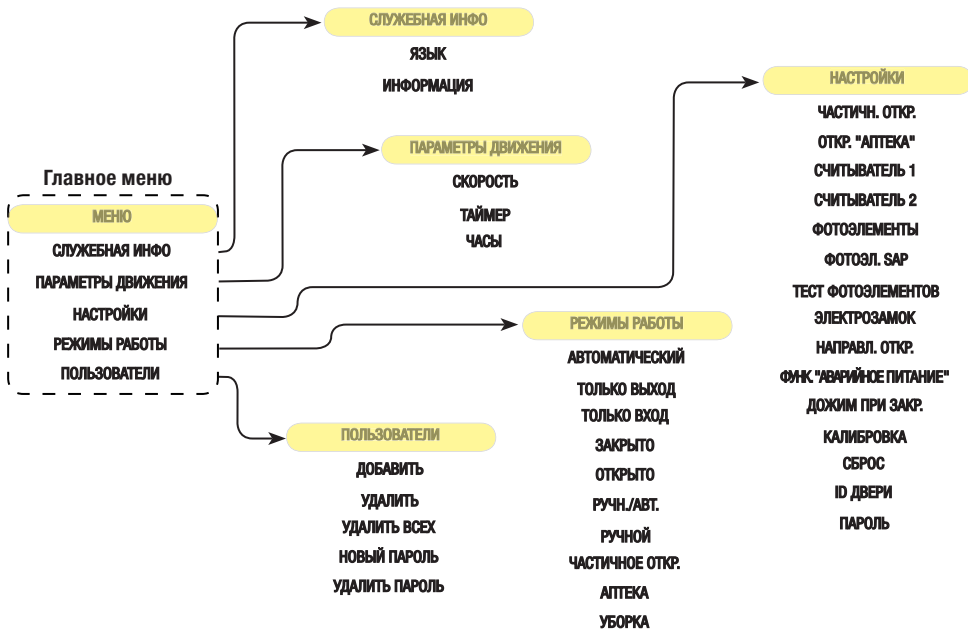 Главное меню
МЕНЮ
СЛУЖЕБНАЯ ИНФО
ПАРАМЕТРЫ ДВИЖЕНИЯ
НАСТРОЙКИ
РЕЖИМЫ РАБОТЫ
ПОЛЬЗОВАТЕЛИ
СЛУЖЕБНАЯ ИНФО
ЯЗЫК
ИНФОРМАЦИЯ
ПАРАМЕТРЫ ДВИЖЕНИЯ
СКОРОСТЬ
ТАЙМЕР
ЧАСЫ
НАСТРОЙКИ
ЧАСТИЧН. ОТКР.
ОТКР. "АПТЕКА"
СЧИТЫВАТЕЛЬ 1
СЧИТЫВАТЕЛЬ 2
ФОТОЭЛЕМЕНТЫ
ФОТОЭЛ. SAP
ТЕСТ ФОТОЭЛЕМЕНТОВ
ЭЛЕКТРОЗАМОК
НАПРАВЛ. ОТКР.
ФУНК. "АВАРИЙНОЕ ПИТАНИЕ"
ДОЖИМ ПРИ ЗАКР.
КАЛИБРОВКА
СБРОС
ID ДВЕРИ
ПАРОЛЬ
РЕЖИМЫ РАБОТЫ
АВТОМАТИЧЕСКИЙ
ТОЛЬКО ВЫХОД
ТОЛЬКО ВХОД
ЗАКРЫТО
ОТКРЫТО
РУЧН./АВТ.
РУЧНОЙ
ЧАСТИЧНОЕ ОТКР.
АПТЕКА
УБОРКА
ПОЛЬЗОВАТЕЛИ
ДОБАВИТЬ
УДАЛИТЬ
УДАЛИТЬ ВСЕХ
НОВЫЙ ПАРОЛЬ
УДАЛИТЬ ПАРОЛЬ